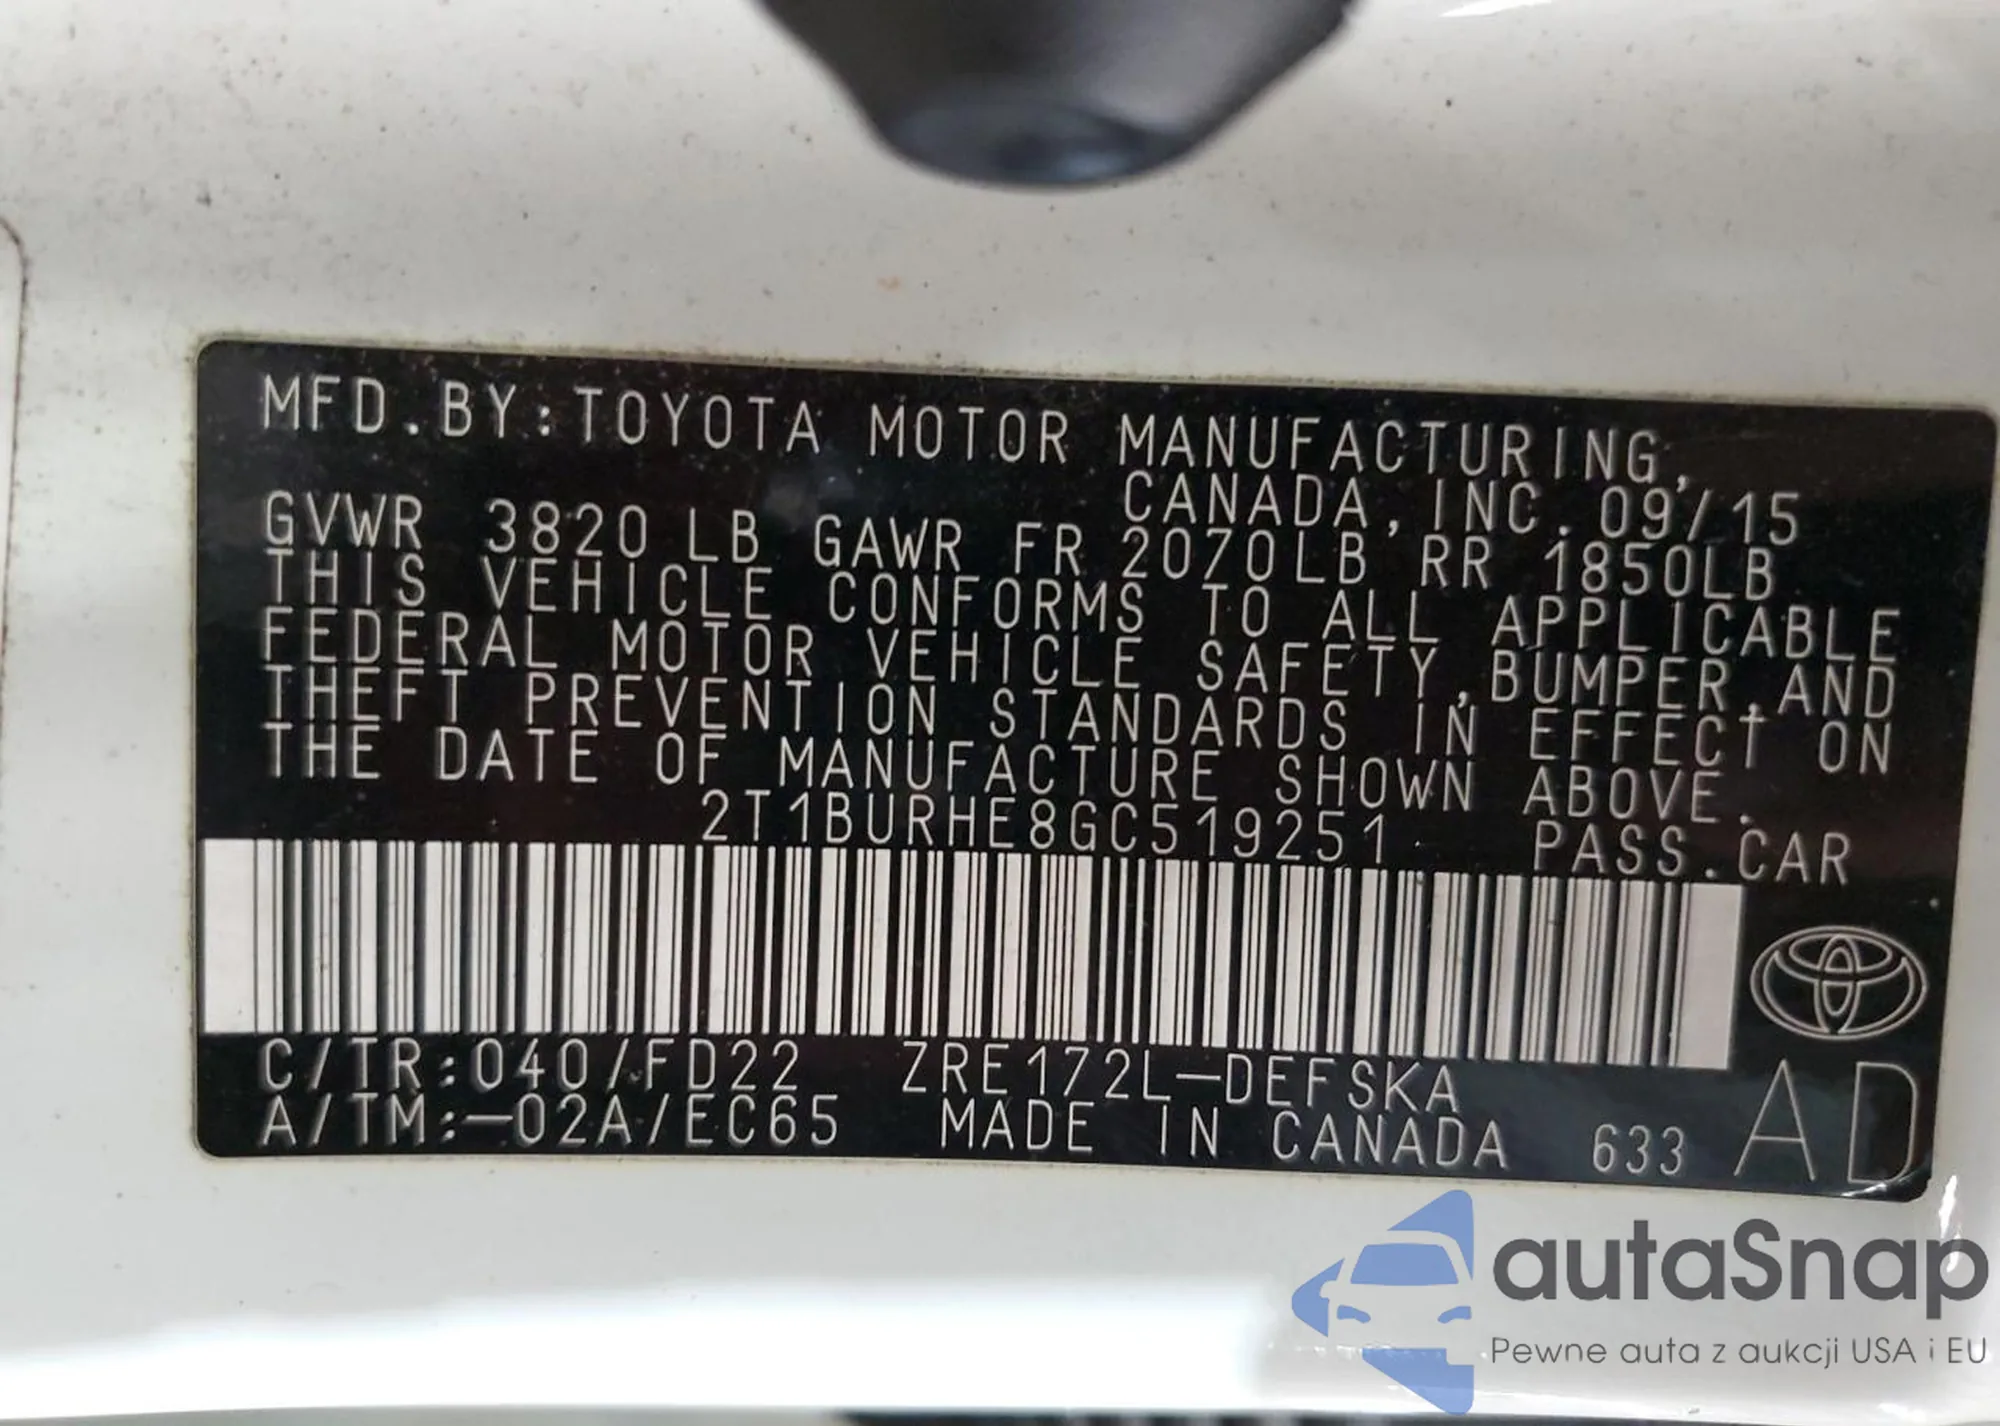 MFD.BY:TOYOTA MOTOR MANUFACTURING,
CANADA, INC. 09/15
GVWR 3820LB GAWR FR 2070LB RR 1850LB
THIS VEHICLE CONFORMS TO ALL APPLICABLE
FEDERAL MOTOR VEHICLE SAFETY, BUMPER, AND
THEFT PREVENTION STANDARDS IN EFFECT ON
THE DATE OF MANUFACTURE SHOWN ABOVE.
2T1BURHE8GC519251 PASS.CAR
C/TR:040/FD22 ZRE172L-DEFSKA
A/TM:-02A/EC65 MADE IN CANADA 633 AD
autaSnap
Pewne auta z aukcji USA i EU